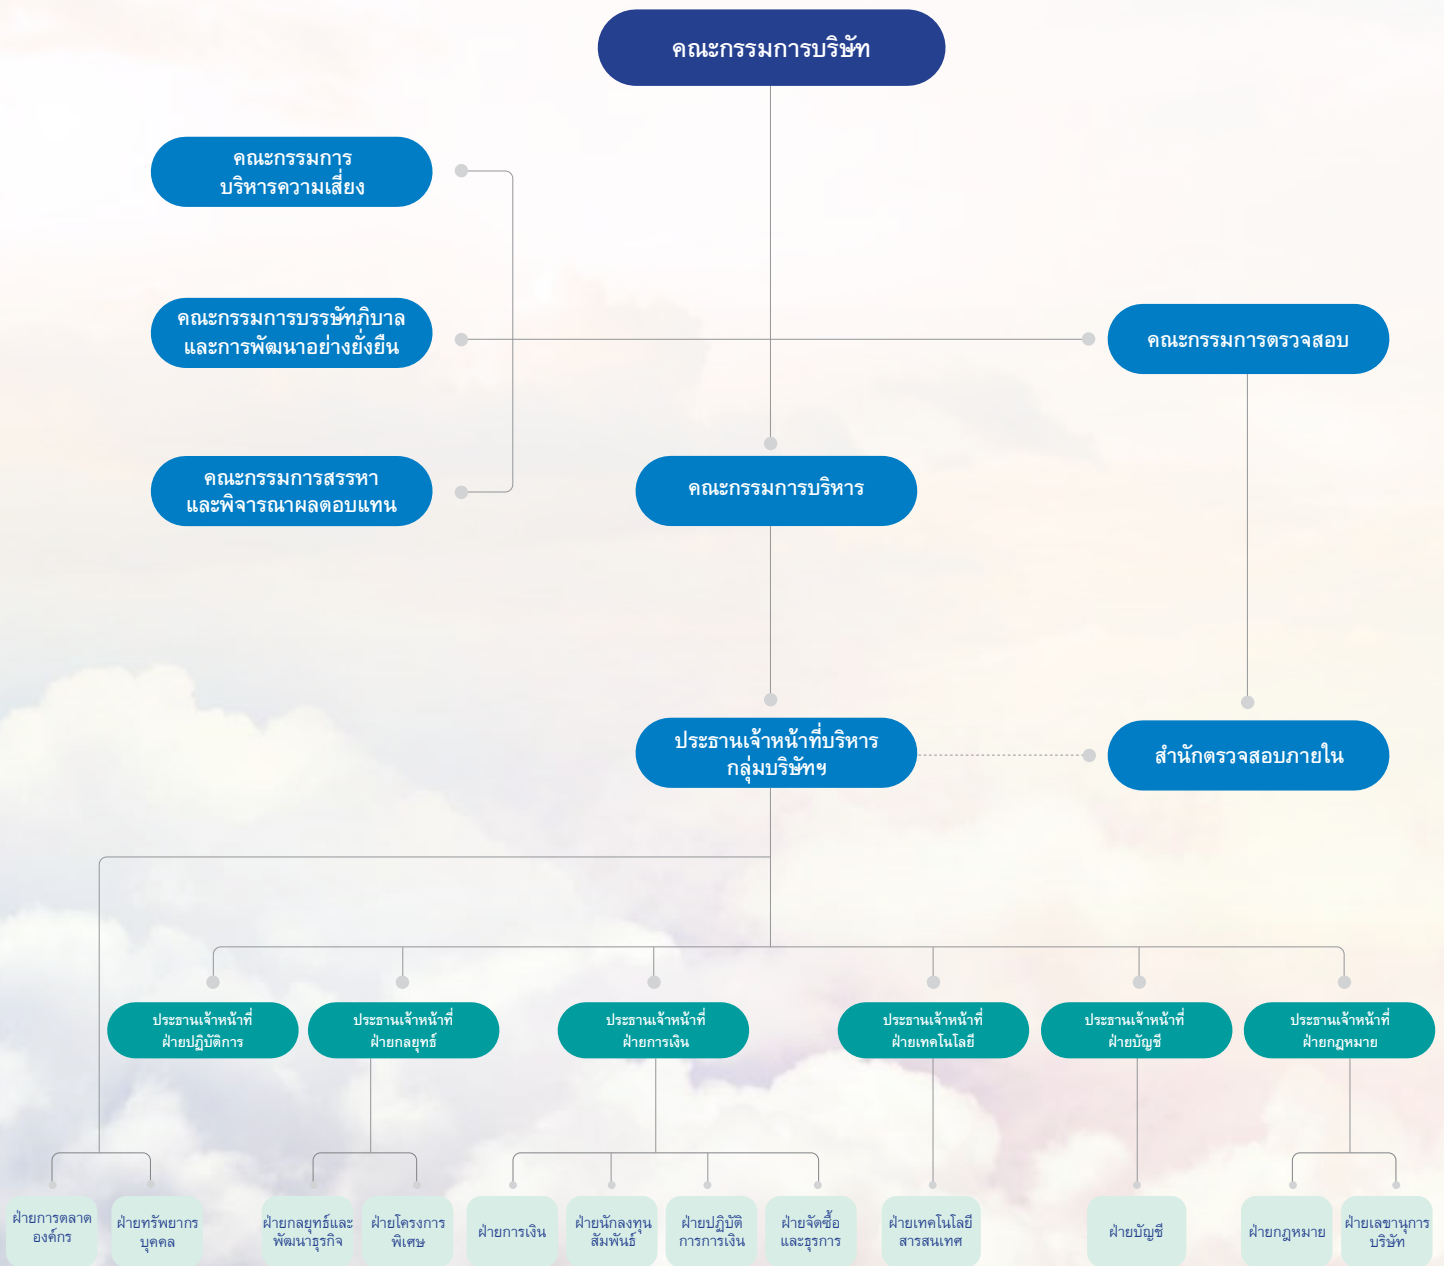 คณะกรรมการบริษัท
คณะกรรมการ
บริหารความเสี่ยง
คณะกรรมการบรรษัทภิบาล
และการพัฒนาอย่างยั่งยืน
คณะกรรมการตรวจสอบ
คณะกรรมการสรรหา
และพิจารณาผลตอบแทน
คณะกรรมการบริหาร
ประธานเจ้าหน้าที่บริหาร
กลุ่มบริษัทฯ
สำนักตรวจสอบภายใน
ประธานเจ้าหน้าที่
ฝ่ายปฏิบัติการ
ประธานเจ้าหน้าที่
ฝ่ายกลยุทธ์
ประธานเจ้าหน้าที่
ฝ่ายการเงิน
ประธานเจ้าหน้าที่
ฝ่ายเทคโนโลยี
ประธานเจ้าหน้าที่
ฝ่ายบัญชี
ประธานเจ้าหน้าที่
ฝ่ายกฎหมาย
ฝ่ายการตลาด
องค์กร
ฝ่ายทรัพยากร
บุคคล
ฝ่ายกลยุทธ์และ
พัฒนาธุรกิจ
ฝ่ายโครงการ
พิเศษ
ฝ่ายการเงิน
ฝ่ายนักลงทุน
สัมพันธ์
ฝ่ายปฏิบัติ
การการเงิน
ฝ่ายจัดซื้อ
และธุรการ
ฝ่ายเทคโนโลยี
สารสนเทศ
ฝ่ายบัญชี
ฝ่ายกฎหมาย
ฝ่ายเลขานุการ
บริษัท